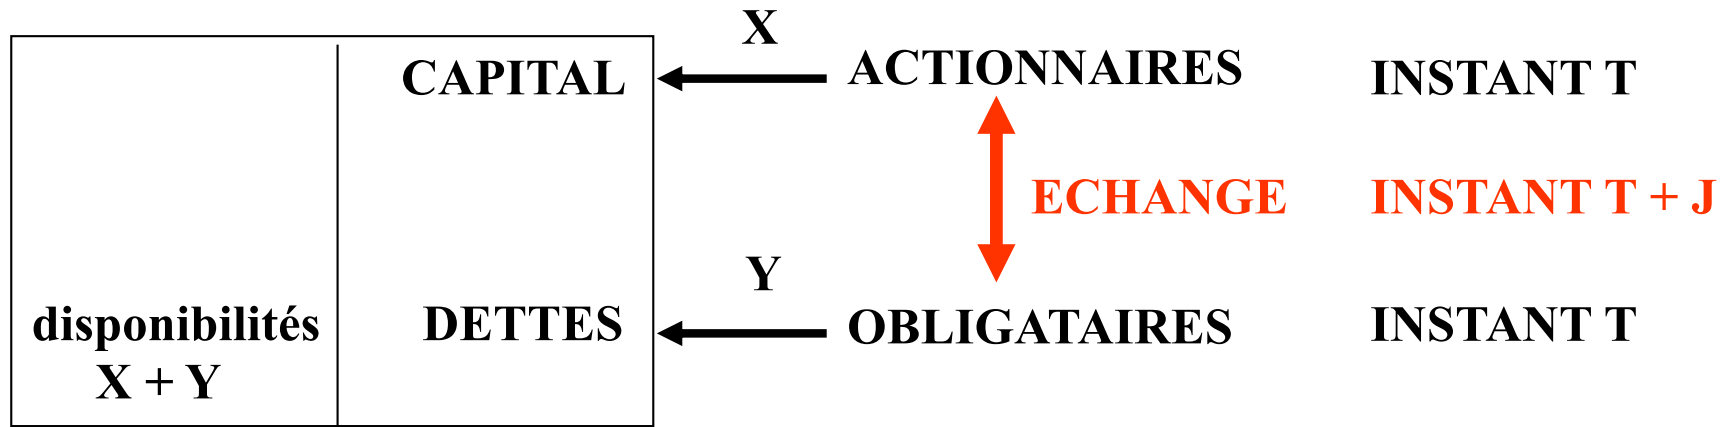 X
CAPITAL ACTIONNAIRES INSTANT T
ECHANGE INSTANT T + J
Y
disponibilités DETTES OBLIGATAIRES INSTANT T
X + Y